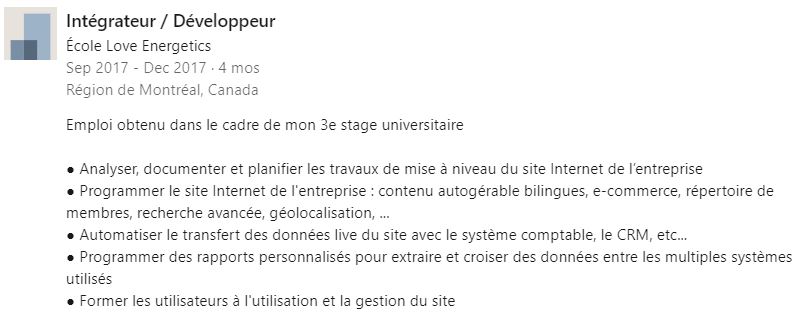 Intégrateur / Développeur
École Love Energetics
Sep 2017 - Dec 2017 · 4 mos
Région de Montréal, Canada
Emploi obtenu dans le cadre de mon 3e stage universitaire
● Analyser, documenter et planifier les travaux de mise à niveau du site Internet de l'entreprise
● Programmer le site Internet de l'entreprise : contenu autogérable bilingues, e-commerce, répertoire de
membres, recherche avancée, géolocalisation, ...
● Automatiser le transfert des données live du site avec le système comptable, le CRM, etc...
● Programmer des rapports personnalisés pour extraire et croiser des données entre les multiples systèmes
utilisés
● Former les utilisateurs à l'utilisation et la gestion du site